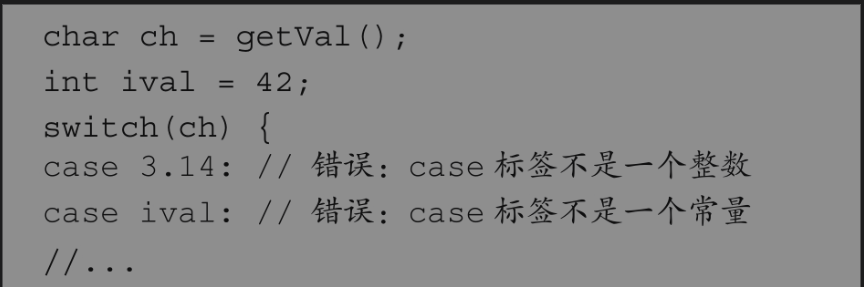 char ch = getVal();
int ival = 42;
switch(ch) {
case 3.14: // 错误：case 标签不是一个整数
case ival: // 错误：case 标签不是一个常量
//...